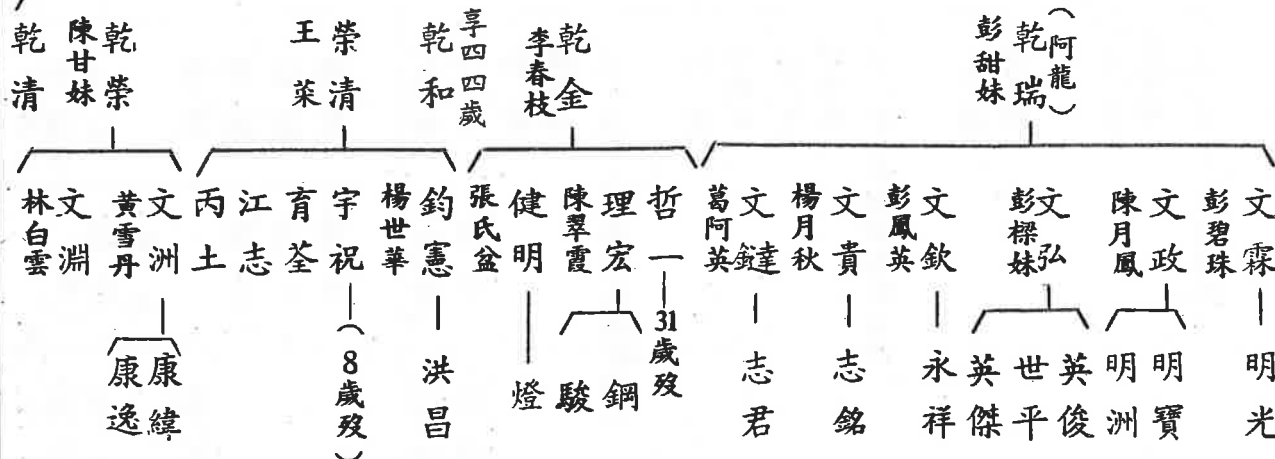 （阿龍）
乾瑞
彭甜妹
乾金
李春枝
享四四歲
乾和
榮清
王菜
乾榮
陳甘妹
乾清
文霖
彭碧珠
文政
陳月鳳
文弘
彭樑妹
文欽
彭鳳英
文貴
楊月秋
文鏈
葛阿英
哲一
理宏
陳翠霞
健明
張氏盆
鈞憲
楊世華
宇祝
育荃
江志
丙土
文洲
黃雪丹
文淵
林白雲
明光
明寶
明洲
英俊
世平
英傑
永祥
志銘
志君
31歲歿
鋼
駿
燈
洪昌
（8歲歿）
康緯
康逸